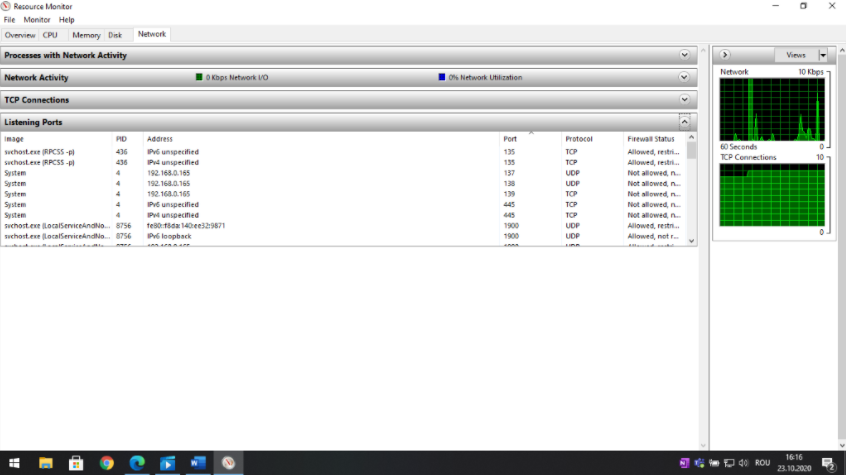 Resource Monitor
File Monitor Help
Overview CPU Memory Disk Network
Processes with Network Activity
Network Activity 0 Kbps Network I/O 0% Network Utilization
TCP Connections
Listening Ports
Image PID Address Port Protocol Firewall Status
svchost.exe (RPCSS -p) 436 IPv6 unspecified 135 TCP Allowed, restri...
svchost.exe (RPCSS -p) 436 IPv4 unspecified 135 TCP Allowed, restri...
System 4 192.168.0.165 137 UDP Not allowed, n...
System 4 192.168.0.165 138 UDP Not allowed, n...
System 4 192.168.0.165 139 TCP Not allowed, n...
System 4 IPv6 unspecified 445 TCP Not allowed, n...
System 4 IPv4 unspecified 445 TCP Not allowed, n...
svchost.exe (LocalServiceAndNo... 8756 fe80::f8da:140:ee32:9871 1900 UDP Allowed, restri...
svchost.exe (LocalServiceAndNo... 8756 IPv6 loopback 1900 UDP Allowed, not r...
Views
Network 10 Kbps
60 Seconds 0
TCP Connections 10
0
ROU
16:16
23.10.2020
2